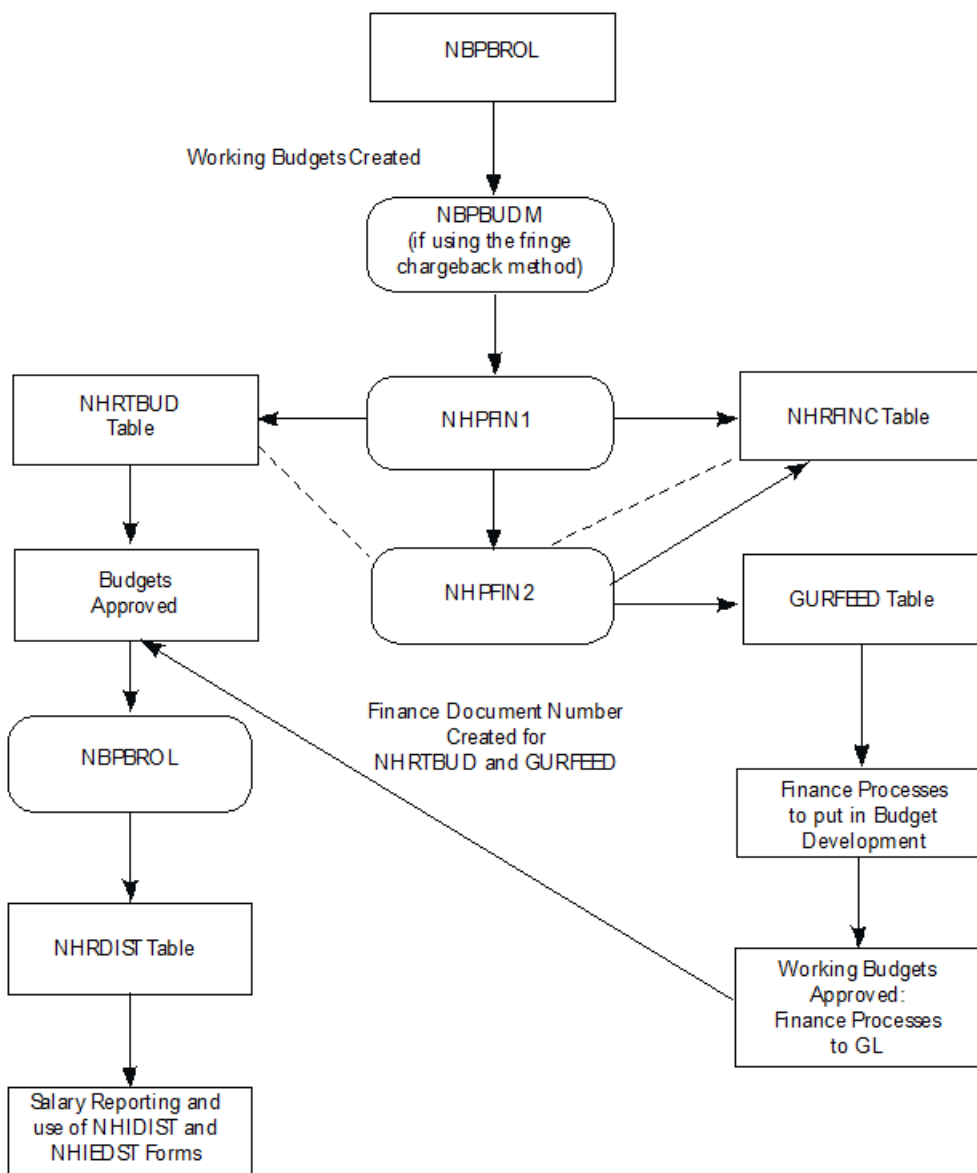 NBPBROL
Working Budgets Created
NBPBUDM
(if using the fringe
chargeback method)
NHRTBUD
Table
NHPFIN1
NHRFINC Table
Budgets
Approved
NHPFIN2
GURFEED Table
Finance Document Number
Created for
NHRTBUD and GURFEED
NBPBROL
Finance Processes
to put in Budget
Development
NHRDIST Table
Working Budgets
Approved:
Finance Processes
to GL
Salary Reporting and
use of NHIDIST and
NHIEDST Forms